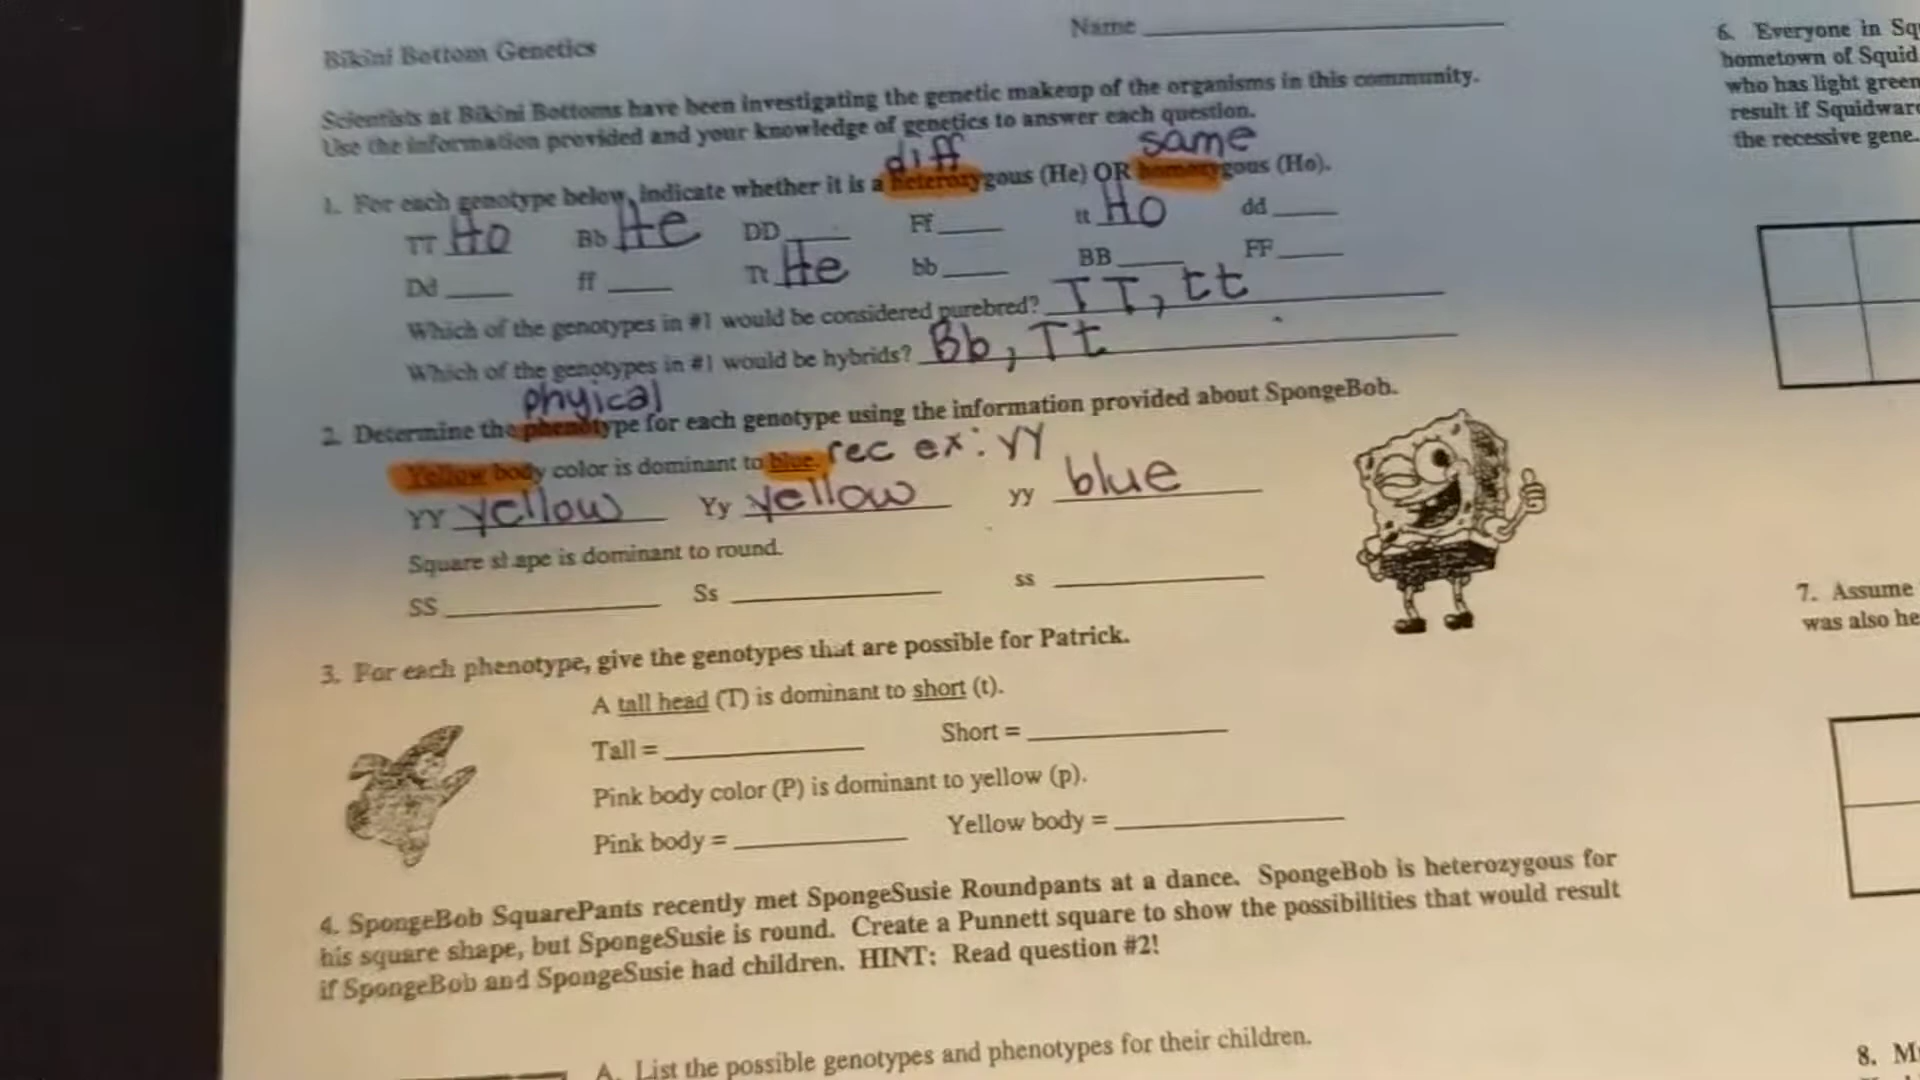 Name
Bikini Bottom Genetics
Scientists at Bikini Bottoms have been investigating the genetic makeup of the organisms in this community.
Use the information provided and your knowledge of genetics to answer each question.
diff same
1. For each genotype below, indicate whether it is a heterozygous (He) OR homozygous (Ho).
TT Ho Bb He DD Ff tt Ho dd
Dd ff Tt He bb BB FF
Which of the genotypes in #1 would be considered purebred? TT, tt
Which of the genotypes in #1 would be hybrids? Bb, Tt
phyical
2. Determine the phenotype for each genotype using the information provided about SpongeBob.
Yellow body color is dominant to blue. rec ex: yy
YY yellow Yy yellow yy blue
Square shape is dominant to round.
SS Ss ss
3. For each phenotype, give the genotypes that are possible for Patrick.
A tall head (T) is dominant to short (t).
Tall = Short =
Pink body color (P) is dominant to yellow (p).
Pink body = Yellow body =
4. SpongeBob SquarePants recently met SpongeSusie Roundpants at a dance. SpongeBob is heterozygous for
his square shape, but SpongeSusie is round. Create a Punnett square to show the possibilities that would result
if SpongeBob and SpongeSusie had children. HINT: Read question #2!
A. List the possible genotypes and phenotypes for their children.
6. Everyone in Sq
hometown of Squid
who has light green
result if Squidward
the recessive gene.
7. Assume
was also he
8. M